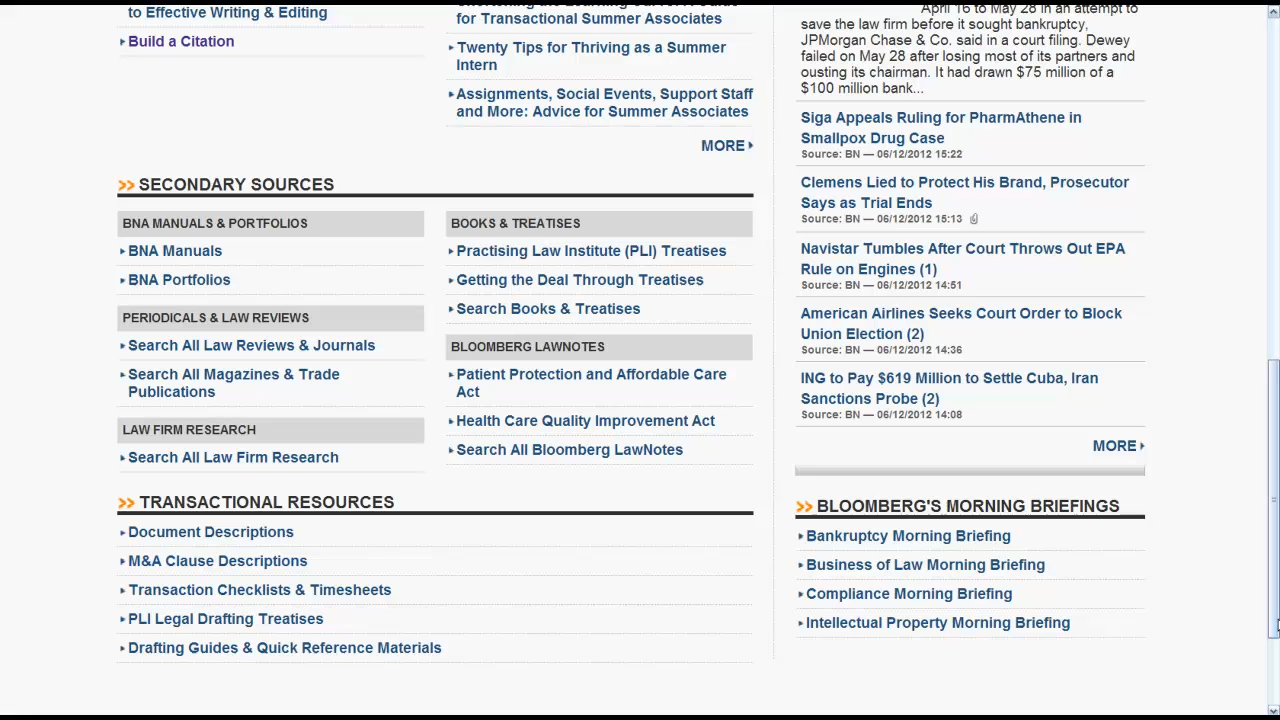 to Effective Writing & Editing
Build a Citation
for Transactional Summer Associates
Twenty Tips for Thriving as a Summer
Intern
Assignments, Social Events, Support Staff
and More: Advice for Summer Associates
MORE
SECONDARY SOURCES
BNA MANUALS & PORTFOLIOS
BNA Manuals
BNA Portfolios
PERIODICALS & LAW REVIEWS
Search All Law Reviews & Journals
Search All Magazines & Trade
Publications
LAW FIRM RESEARCH
Search All Law Firm Research
BOOKS & TREATISES
Practising Law Institute (PLI) Treatises
Getting the Deal Through Treatises
Search Books & Treatises
BLOOMBERG LAWNOTES
Patient Protection and Affordable Care
Act
Health Care Quality Improvement Act
Search All Bloomberg LawNotes
TRANSACTIONAL RESOURCES
Document Descriptions
M&A Clause Descriptions
Transaction Checklists & Timesheets
PLI Legal Drafting Treatises
Drafting Guides & Quick Reference Materials
April 16 to May 28 in an attempt to
save the law firm before it sought bankruptcy,
JPMorgan Chase & Co. said in a court filing. Dewey
failed on May 28 after losing most of its partners and
ousting its chairman. It had drawn $75 million of a
$100 million bank...
Siga Appeals Ruling for PharmAthene in
Smallpox Drug Case
Source: BN — 06/12/2012 15:22
Clemens Lied to Protect His Brand, Prosecutor
Says as Trial Ends
Source: BN — 06/12/2012 15:13
Navistar Tumbles After Court Throws Out EPA
Rule on Engines (1)
Source: BN — 06/12/2012 14:51
American Airlines Seeks Court Order to Block
Union Election (2)
Source: BN — 06/12/2012 14:36
ING to Pay $619 Million to Settle Cuba, Iran
Sanctions Probe (2)
Source: BN — 06/12/2012 14:08
MORE
BLOOMBERG'S MORNING BRIEFINGS
Bankruptcy Morning Briefing
Business of Law Morning Briefing
Compliance Morning Briefing
Intellectual Property Morning Briefing